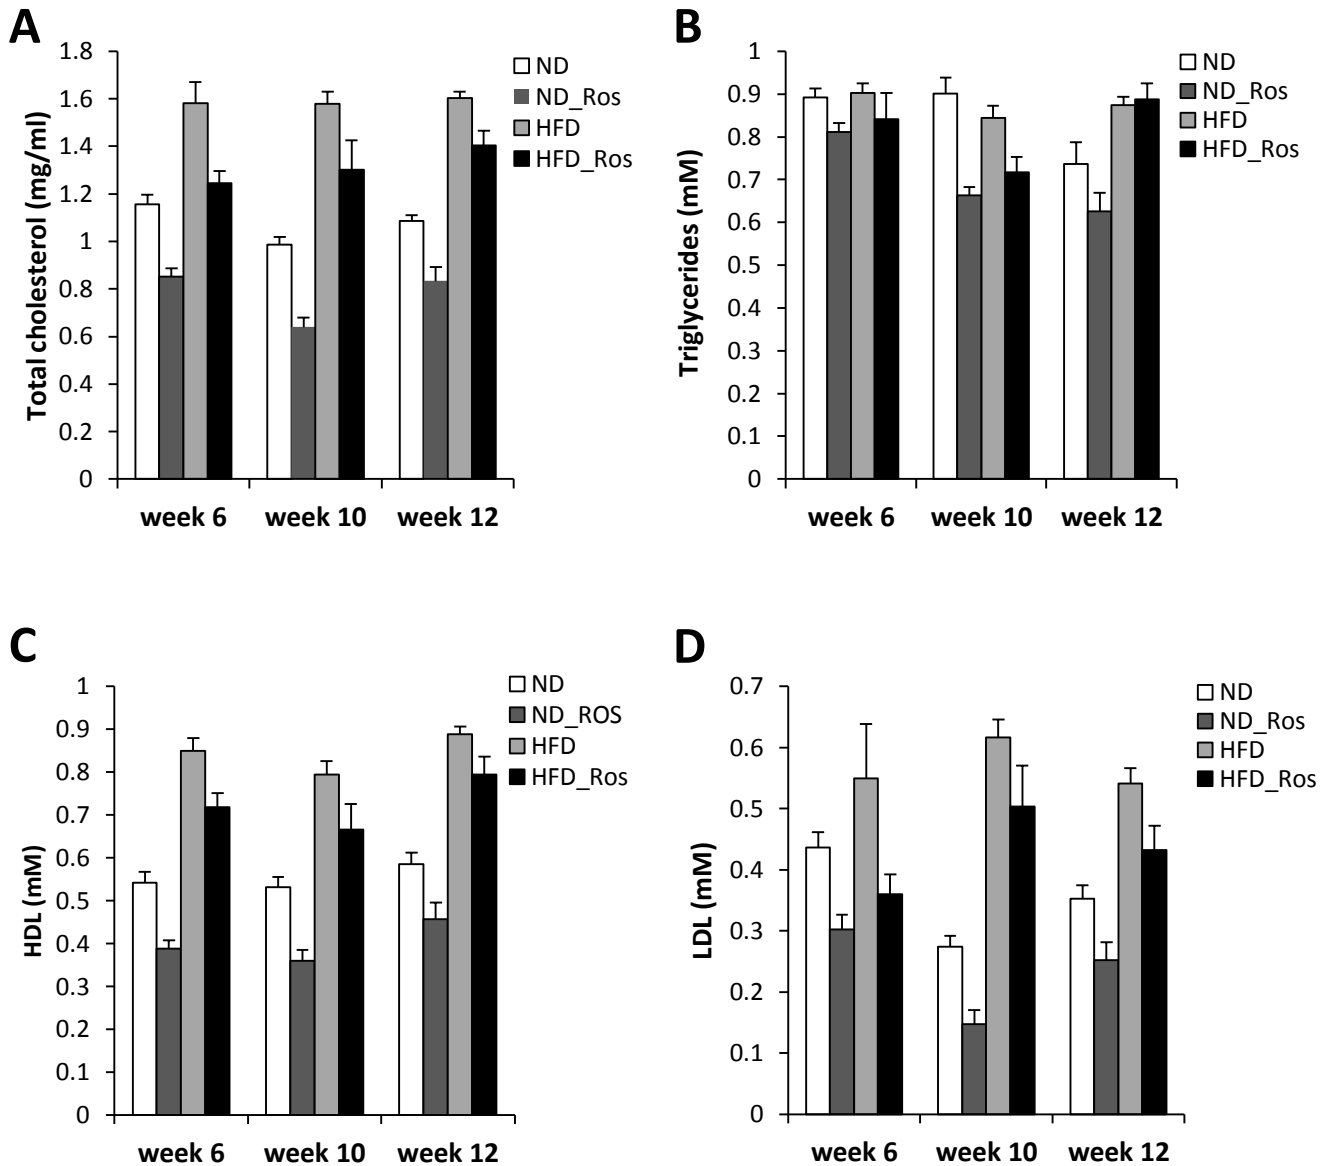 A
Total cholesterol (mg/ml)
1.8
1.6
1.4
1.2
1
0.8
0.6
0.4
0.2
0
week 6
week 10
week 12
ND
ND_Ros
HFD
HFD_Ros
B
Triglycerides (mM)
1
0.9
0.8
0.7
0.6
0.5
0.4
0.3
0.2
0.1
0
week 6
week 10
week 12
ND
ND_Ros
HFD
HFD_Ros
C
HDL (mM)
1
0.9
0.8
0.7
0.6
0.5
0.4
0.3
0.2
0.1
0
week 6
week 10
week 12
ND
ND_ROS
HFD
HFD_Ros
D
LDL (mM)
0.7
0.6
0.5
0.4
0.3
0.2
0.1
0
week 6
week 10
week 12
ND
ND_Ros
HFD
HFD_Ros